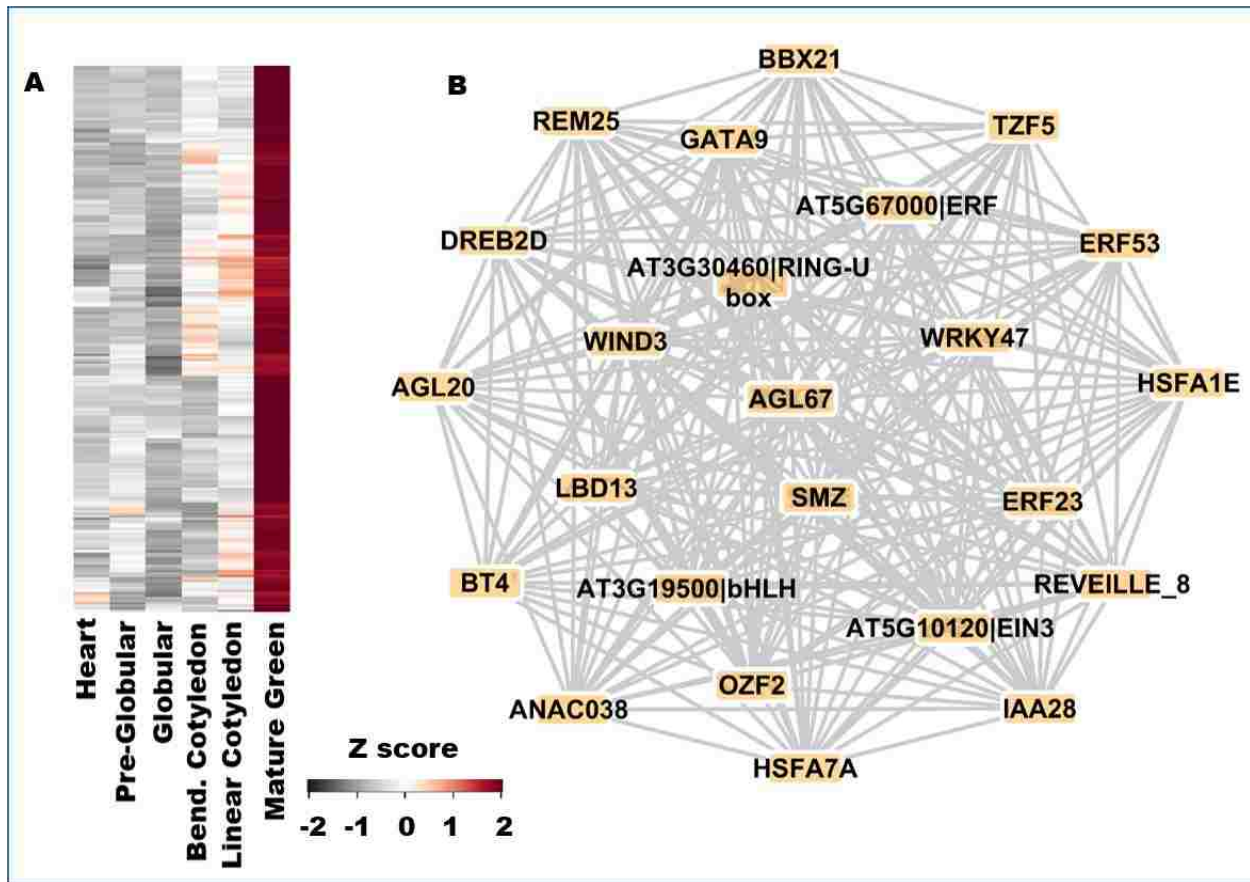 A
B
BBX21
REM25
GATA9
TZF5
AT5G67000|ERF
DREB2D
ERF53
AT3G30460|RING-U
box
WIND3
WRKY47
AGL20
HSFA1E
AGL67
LBD13
SMZ
ERF23
BT4
AT3G19500|bHLH
REVEILLE_8
AT5G10120|EIN3
OZF2
ANAC038
IAA28
HSFA7A
Heart
Pre-Globular
Globular
Bend. Cotyledon
Linear Cotyledon
Mature Green
Z score
-2 -1 0 1 2